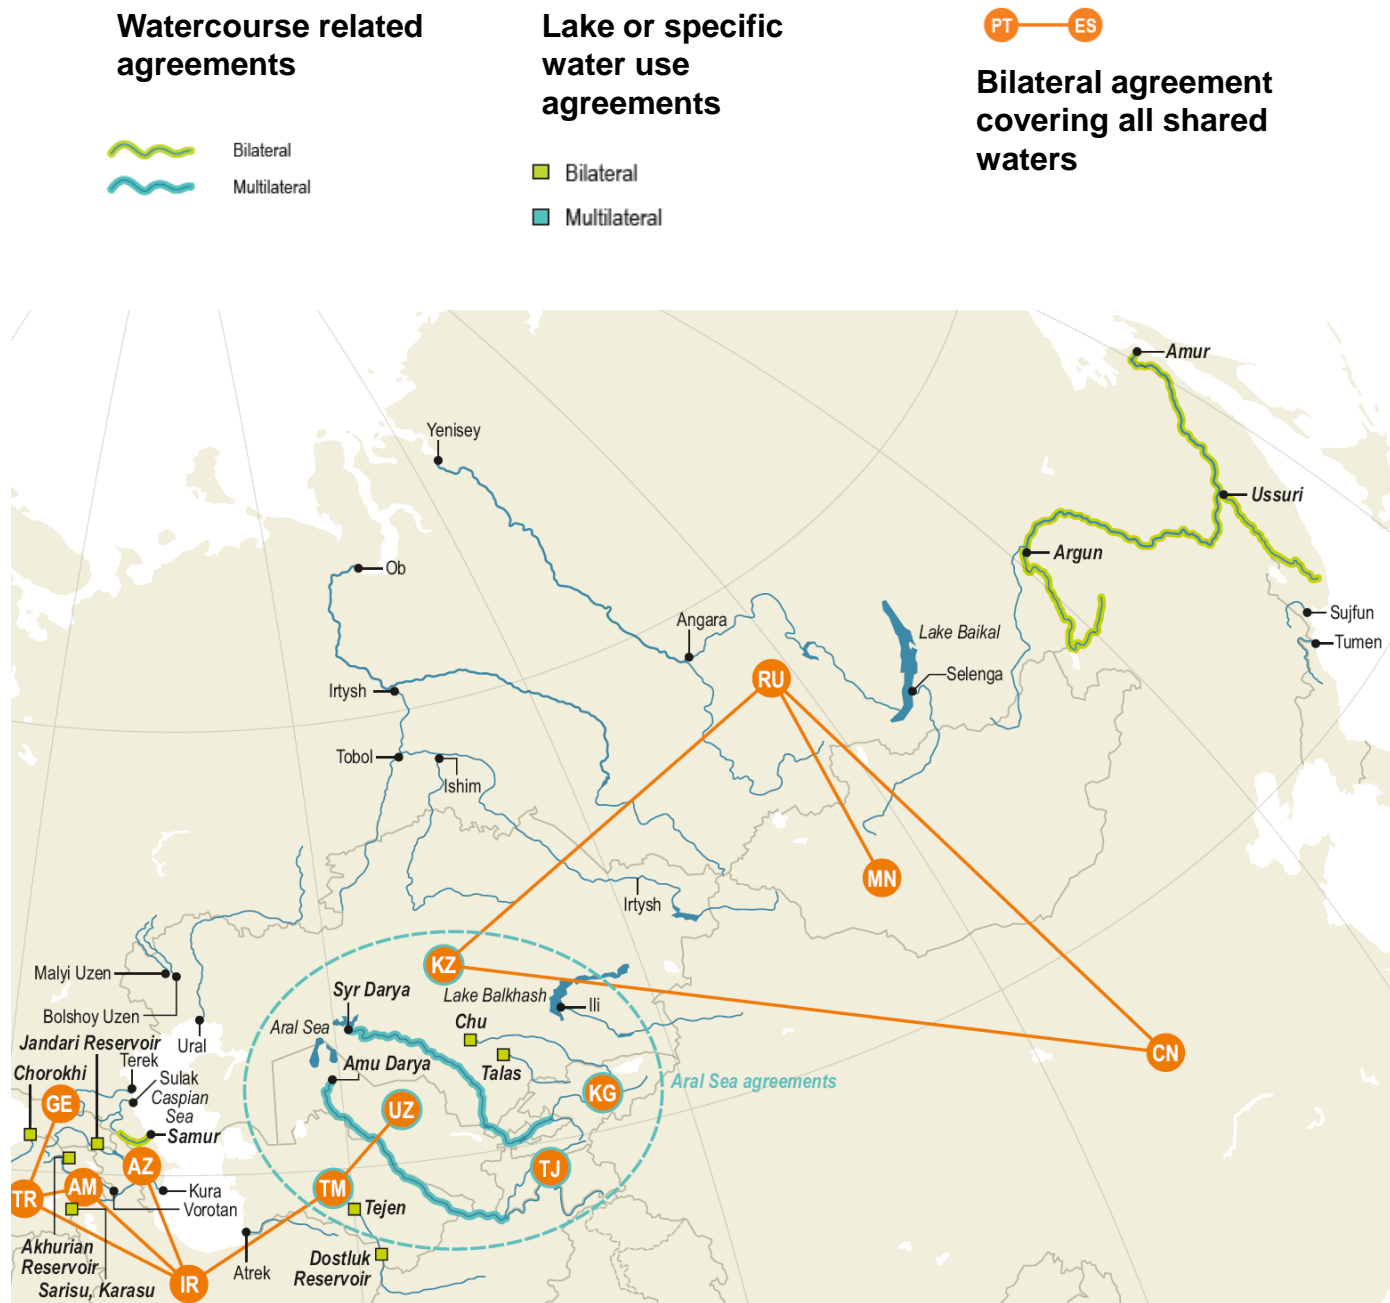 Watercourse related
agreements
Bilateral
Multilateral
Lake or specific
water use
agreements
Bilateral
Multilateral
PT
ES
Bilateral agreement
covering all shared
waters
Amur
Yenisey
Ussuri
Argun
Ob
Sujfun
Angara
Lake Baikal
Tumen
RU
Selenga
Irtysh
Tobol
Ishim
MN
Irtysh
KZ
Malyi Uzen
Syr Darya
Lake Balkhash
Ili
Bolshoy Uzen
Aral Sea
Chu
Jandari Reservoir
Ural
CN
Terek
Amu Darya
Talas
Chorokhi
Sulak
Aral Sea agreements
Caspian
Sea
GE
KG
UZ
Samur
AZ
TJ
TR
AM
Kura
TM
Vorotan
Tejen
Akhurian
Reservoir
Atrek
Dostluk
Reservoir
Sarisu, Karasu
IR